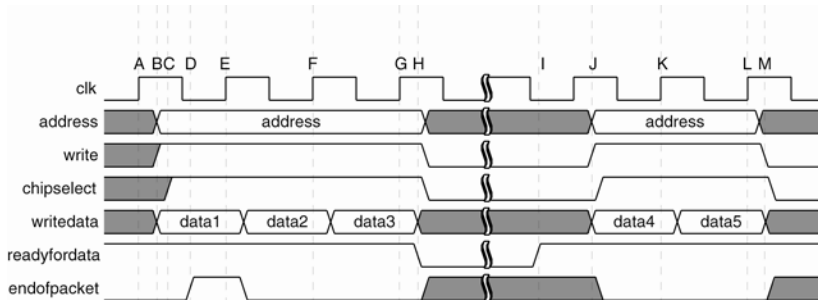 A B C D E F G H I J K L M
clk
address address address
write
chipselect
writedata data1 data2 data3 data4 data5
readyfordata
endofpacket